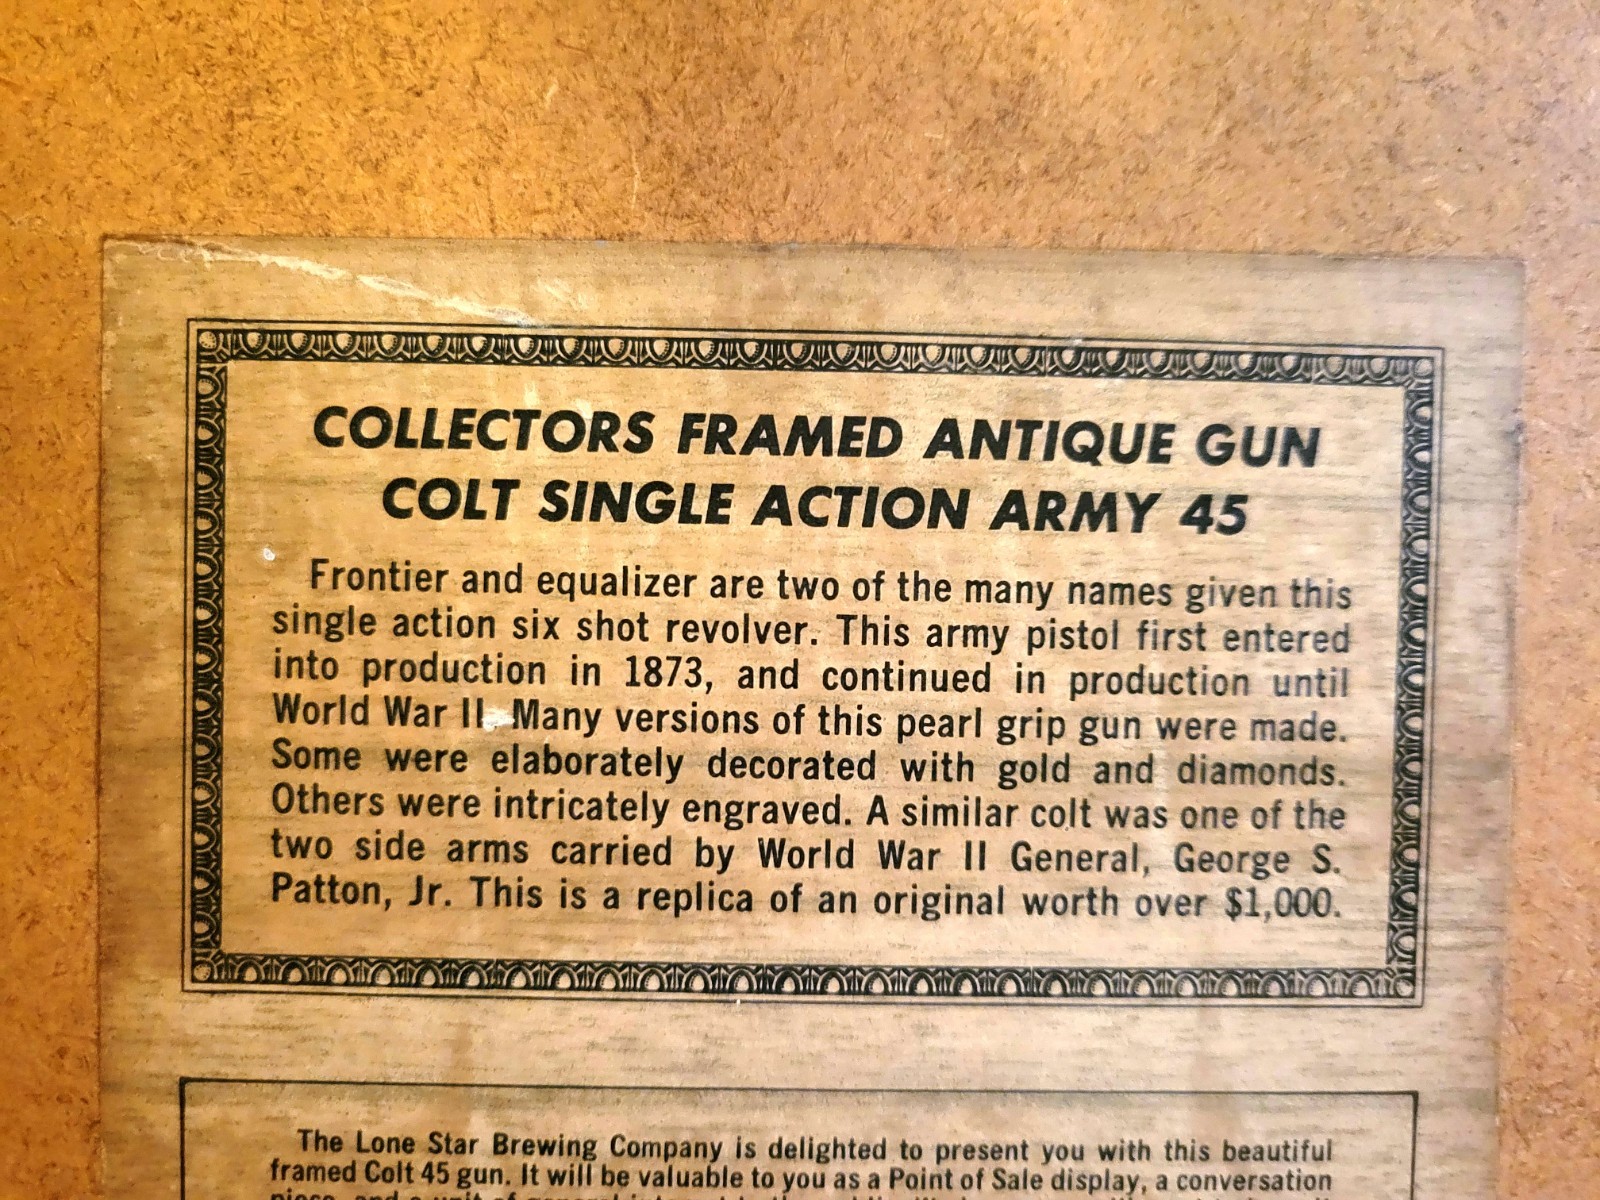 COLLECTORS FRAMED ANTIQUE GUN
COLT SINGLE ACTION ARMY 45
Frontier and equalizer are two of the many names given this
single action six shot revolver. This army pistol first entered
into production in 1873, and continued in production until
World War II. Many versions of this pearl grip gun were made.
Some were elaborately decorated with gold and diamonds.
Others were intricately engraved. A similar colt was one of the
two side arms carried by World War II General, George S.
Patton, Jr. This is a replica of an original worth over $1,000.
The Lone Star Brewing Company is delighted to present you with this beautiful
framed Colt 45 gun. It will be valuable to you as a Point of Sale display, a conversation
piece, and a unit of general interest